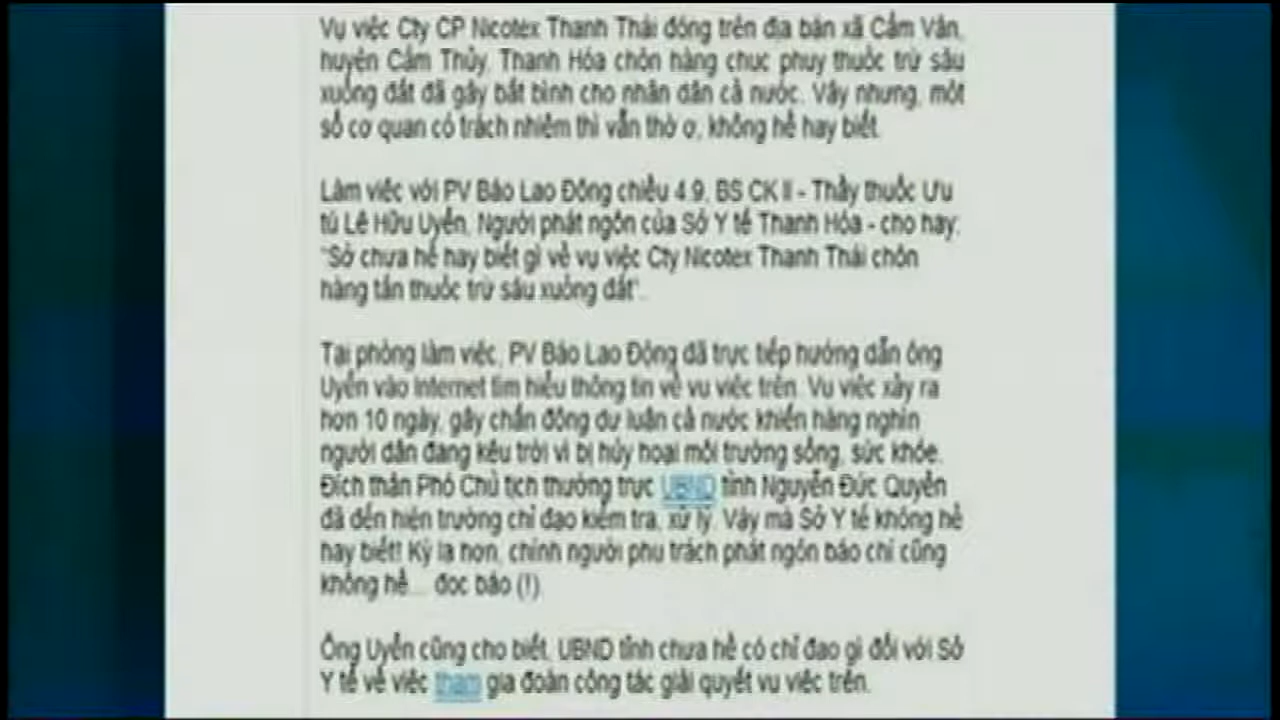 Vụ việc Cty CP Nicotex Thanh Thái đóng trên địa bàn xã Cẩm Vân,
huyện Cẩm Thủy, Thanh Hóa chôn hàng chục phuy thuốc trừ sâu
xuống đất đã gây bất bình cho nhân dân cả nước. Vậy nhưng, một
số cơ quan có trách nhiệm thì vẫn thờ ơ, không hề hay biết.
Làm việc với PV Báo Lao Động chiều 4.9, BS CK II - Thầy thuốc Ưu
tú Lê Hữu Uyển, Người phát ngôn của Sở Y tế Thanh Hóa - cho hay:
"Sở chưa hề hay biết gì về vụ việc Cty Nicotex Thanh Thái chôn
hàng tấn thuốc trừ sâu xuống đất".
Tại phòng làm việc, PV Báo Lao Động đã trực tiếp hướng dẫn ông
Uyển vào Internet tìm hiểu thông tin về vụ việc trên. Vụ việc xảy ra
hơn 10 ngày, gây chấn động dư luận cả nước khiến hàng nghìn
người dân đang kêu trời vì bị hủy hoại môi trường sống, sức khỏe.
Đích thân Phó Chủ tịch thường trực UBND tỉnh Nguyễn Đức Quyền
đã đến hiện trường chỉ đạo kiểm tra, xử lý. Vậy mà Sở Y tế không hề
hay biết! Kỳ lạ hơn, chính người phụ trách phát ngôn báo chí cũng
không hề... đọc báo (!).
Ông Uyển cũng cho biết, UBND tỉnh chưa hề có chỉ đạo gì đối với Sở
Y tế về việc tham gia đoàn công tác giải quyết vụ việc trên.